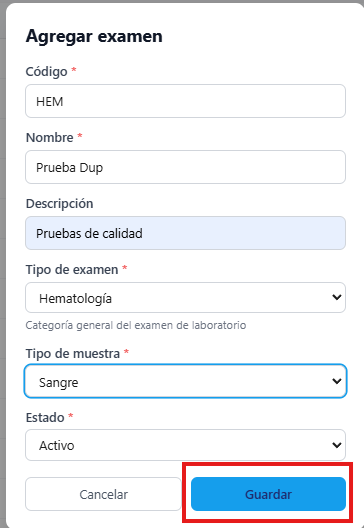 Agregar examen
Código *
HEM
Nombre *
Prueba Dup
Descripción
Pruebas de calidad
Tipo de examen *
Hematología
Categoría general del examen de laboratorio
Tipo de muestra *
Sangre
Estado *
Activo
Cancelar
Guardar